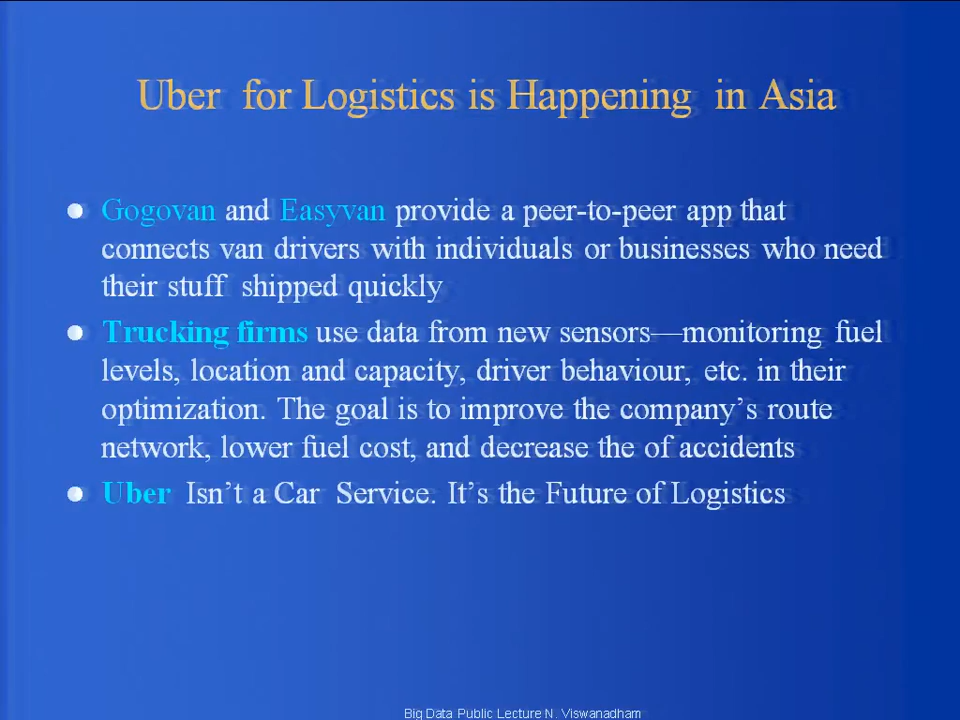 Uber for Logistics is Happening in Asia
Gogovan and Easyvan provide a peer-to-peer app that
connects van drivers with individuals or businesses who need
their stuff shipped quickly
Trucking firms use data from new sensors—monitoring fuel
levels, location and capacity, driver behaviour, etc. in their
optimization. The goal is to improve the company’s route
network, lower fuel cost, and decrease the of accidents
Uber Isn’t a Car Service. It’s the Future of Logistics
Big Data Public Lecture N. Viswanadham